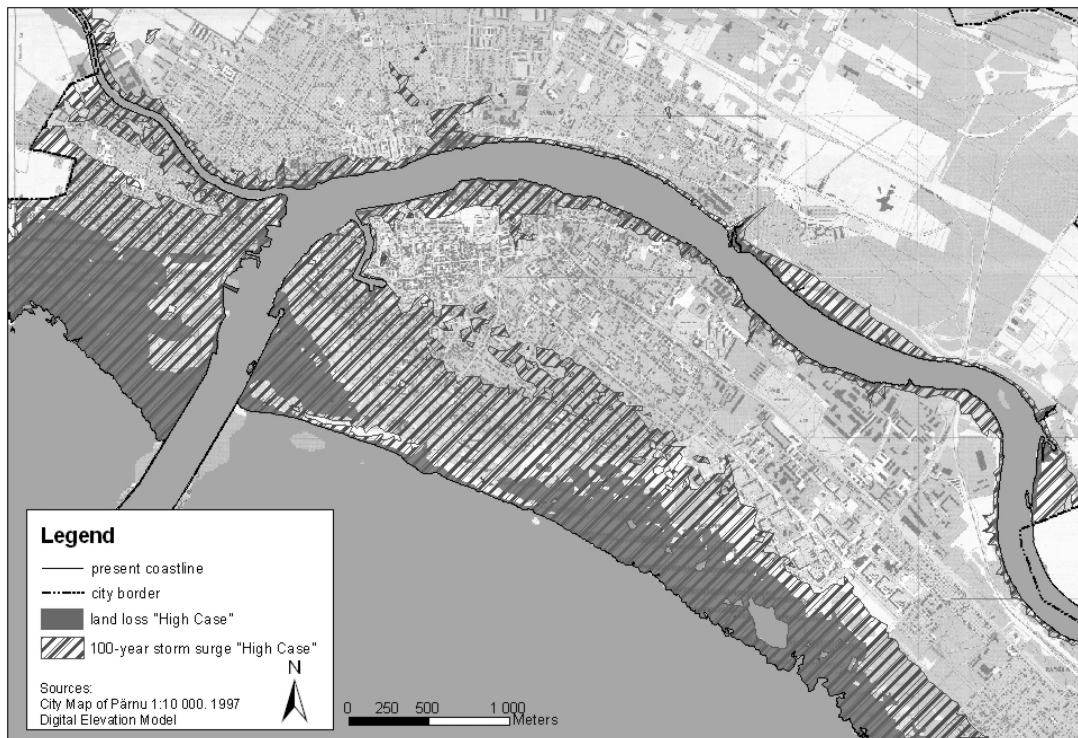 Legend
present coastline
city border
land loss "High Case"
100-year storm surge "High Case"
Sources:
City Map of Pärnu 1:10 000. 1997
Digital Elevation Model
N
0 250 500 1 000
Meters